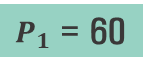 P₁ = 60